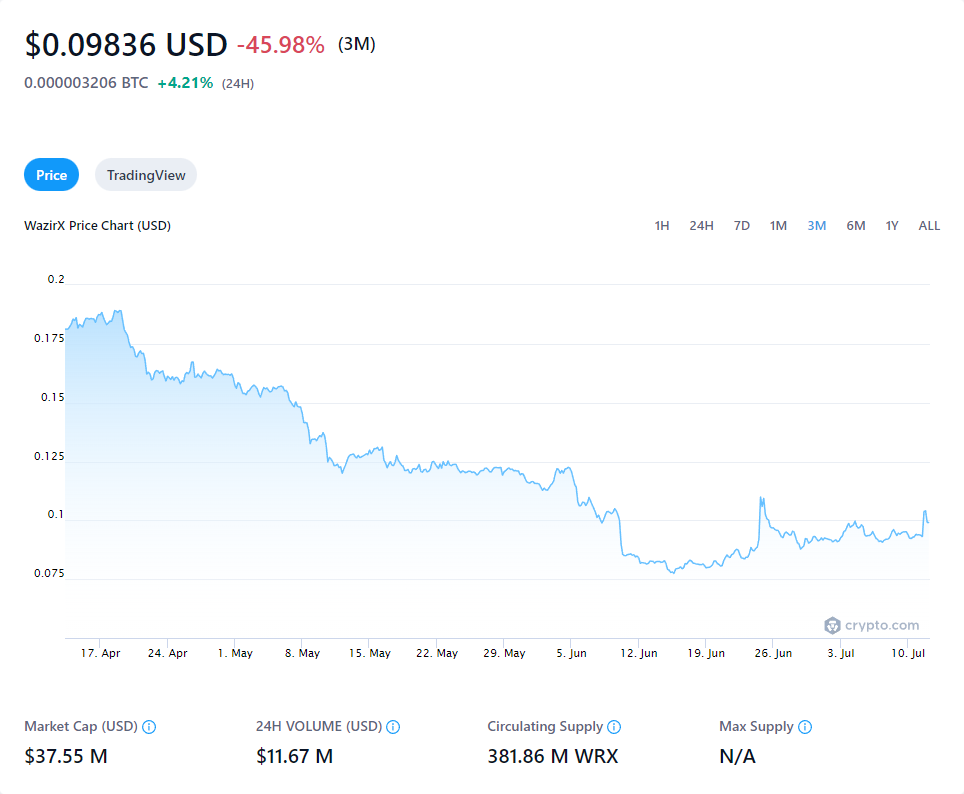 $0.09836 USD -45.98% (3M)
0.000003206 BTC +4.21% (24H)
Price TradingView
WazirX Price Chart (USD) 1H 24H 7D 1M 3M 6M 1Y ALL
0.2
0.175
0.15
0.125
0.1
0.075
crypto.com
17. Apr 24. Apr 1. May 8. May 15. May 22. May 29. May 5. Jun 12. Jun 19. Jun 26. Jun 3. Jul 10. Jul
Market Cap (USD) 24H VOLUME (USD) Circulating Supply Max Supply
$37.55 M $11.67 M 381.86 M WRX N/A